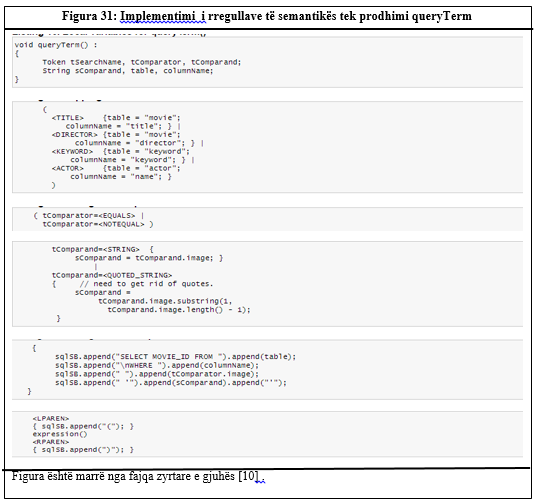 Figura 31: Implementimi i rregullave të semantikës tek prodhimi queryTerm
void queryTerm() :
{
Token tSearchName, tComparator, tComparand;
String sComparand, table, columnName;
}
(
<TITLE> {table = "movie";
columnName = "title"; } |
<DIRECTOR> {table = "movie";
columnName = "director"; } |
<KEYWORD> {table = "keyword";
columnName = "keyword"; } |
<ACTOR> {table = "actor";
columnName = "name"; }
)
( tComparator=<EQUALS> |
tComparator=<NOTEQUAL> )
tComparand=<STRING> {
sComparand = tComparand.image; }
|
tComparand=<QUOTED_STRING>
{ // need to get rid of quotes.
sComparand =
tComparand.image.substring(1,
tComparand.image.length() - 1);
}
{
sqlSB.append("SELECT MOVIE_ID FROM ").append(table);
sqlSB.append("\nWHERE ").append(columnName);
sqlSB.append(" ").append(tComparator.image);
sqlSB.append(" '").append(sComparand).append("'");
}
<LPAREN>
{ sqlSB.append("("); }
expression()
<RPAREN>
{ sqlSB.append(")"); }
Figura është marrë nga fajqa zyrtare e gjuhës [10] .